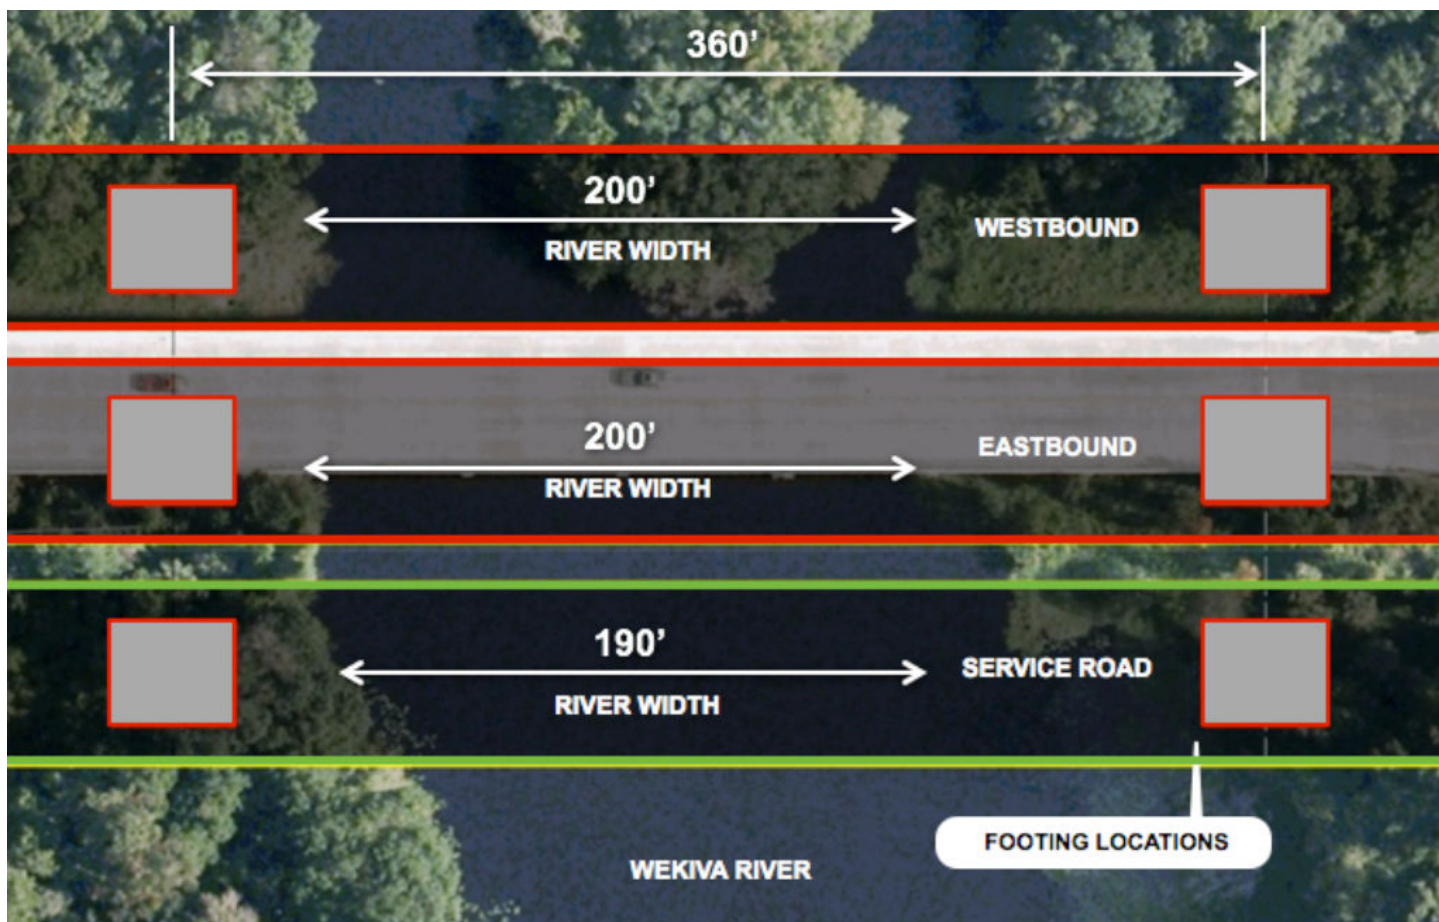 360’
200’
RIVER WIDTH
WESTBOUND
200’
RIVER WIDTH
EASTBOUND
190’
RIVER WIDTH
SERVICE ROAD
FOOTING LOCATIONS
WEKIVA RIVER